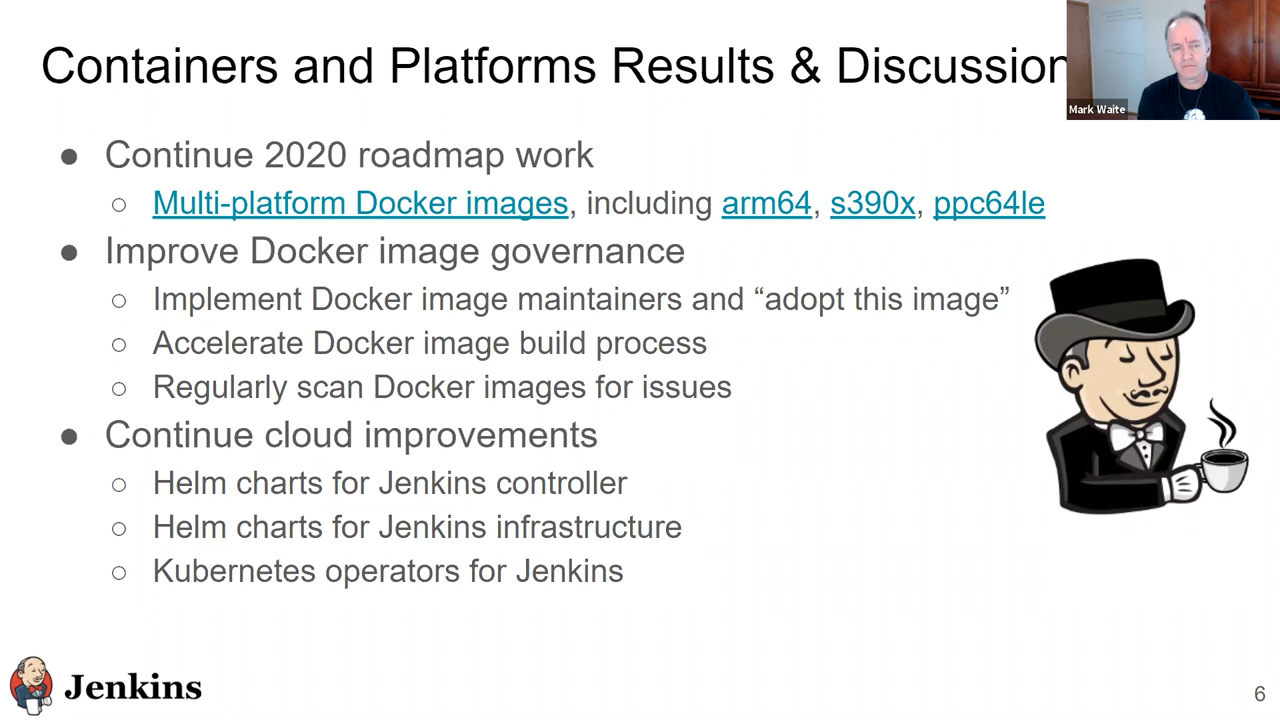 Containers and Platforms Results & Discussion
Mark Waite
● Continue 2020 roadmap work
○ Multi-platform Docker images, including arm64, s390x, ppc64le
● Improve Docker image governance
○ Implement Docker image maintainers and “adopt this image”
○ Accelerate Docker image build process
○ Regularly scan Docker images for issues
● Continue cloud improvements
○ Helm charts for Jenkins controller
○ Helm charts for Jenkins infrastructure
○ Kubernetes operators for Jenkins
Jenkins
6